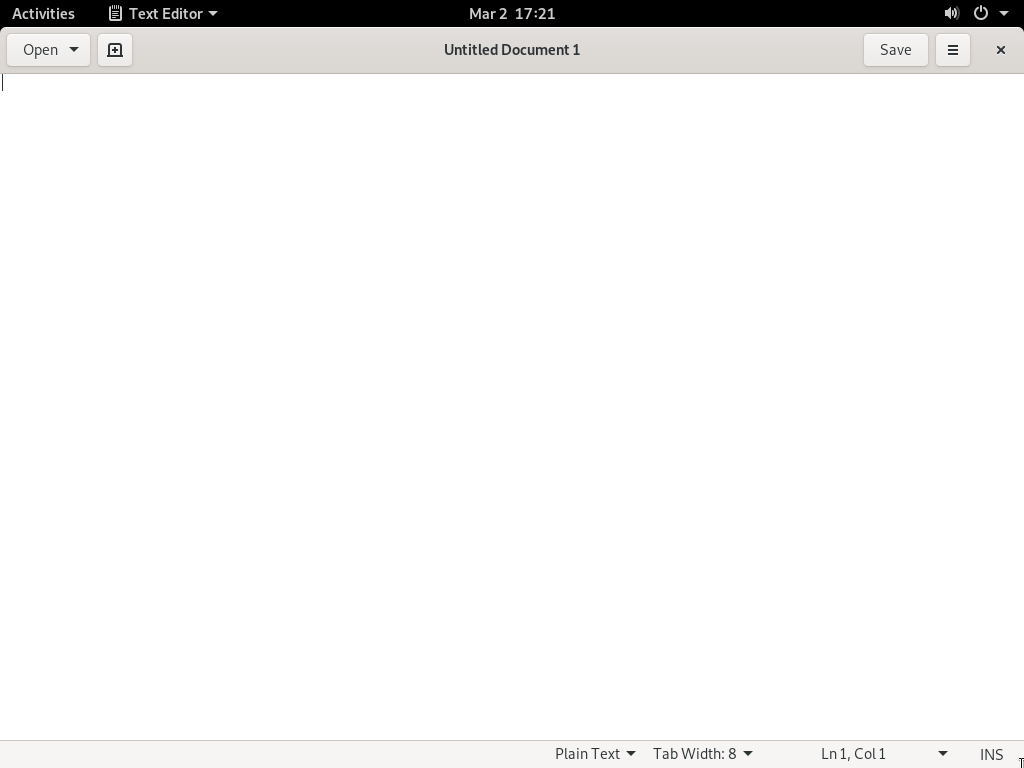 Activities Text Editor Mar 2 17:21
Open Untitled Document 1 Save
Plain Text Tab Width: 8 Ln 1, Col 1 INS